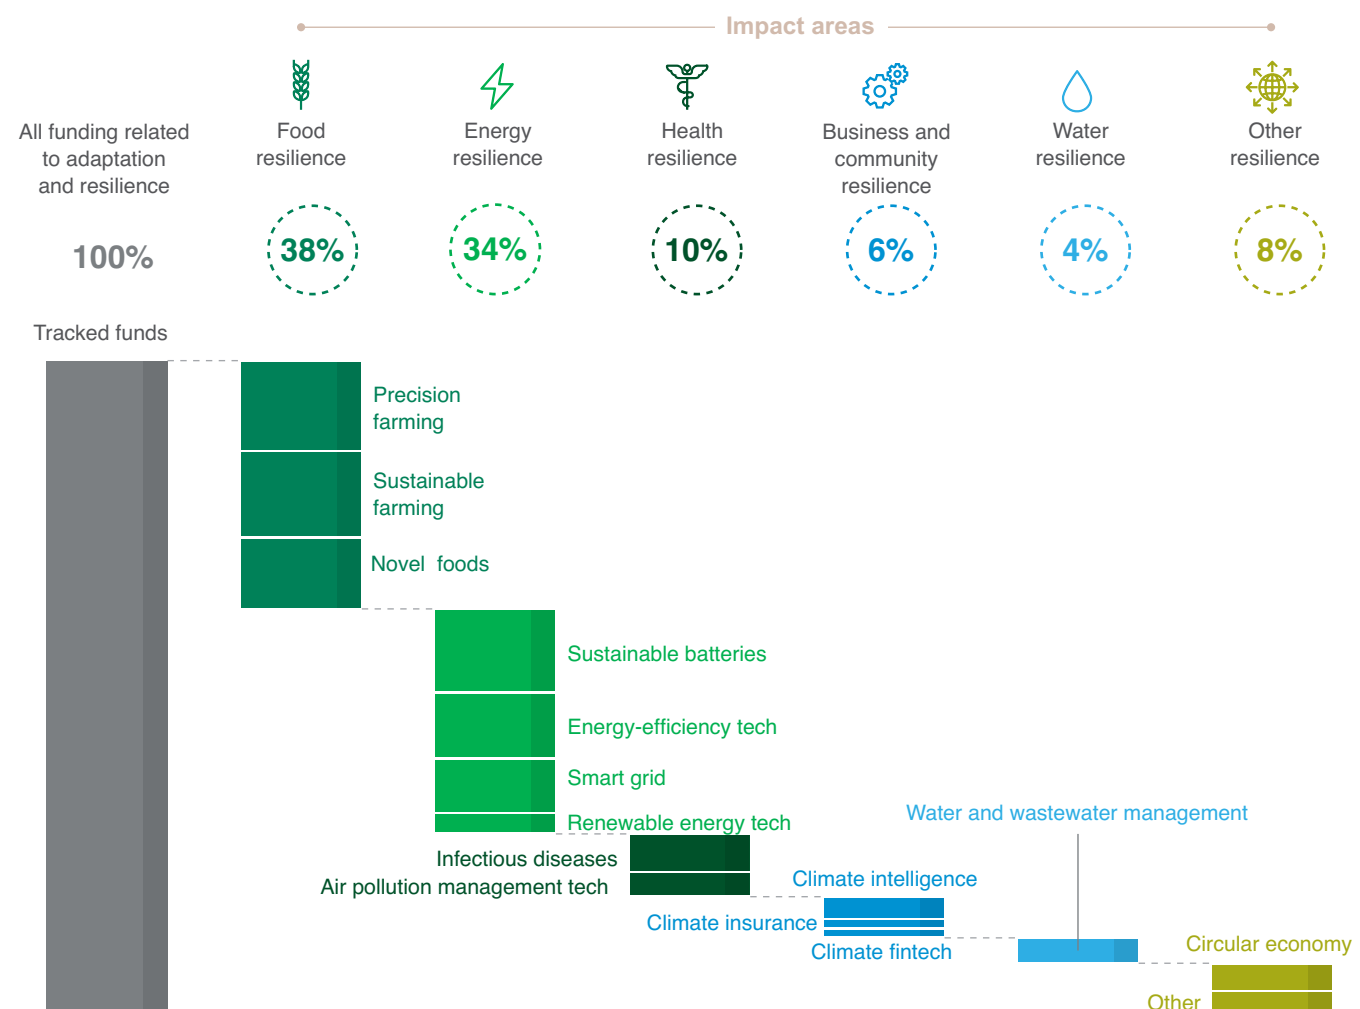 Impact areas
All funding related
to adaptation
and resilience
100%
Food
resilience
38%
Energy
resilience
34%
Health
resilience
10%
Business and
community
resilience
6%
Water
resilience
4%
Other
resilience
8%
Tracked funds
Precision
farming
Sustainable
farming
Novel foods
Sustainable batteries
Energy-efficiency tech
Smart grid
Renewable energy tech
Infectious diseases
Air pollution management tech
Climate intelligence
Climate insurance
Climate fintech
Water and wastewater management
Circular economy
Other